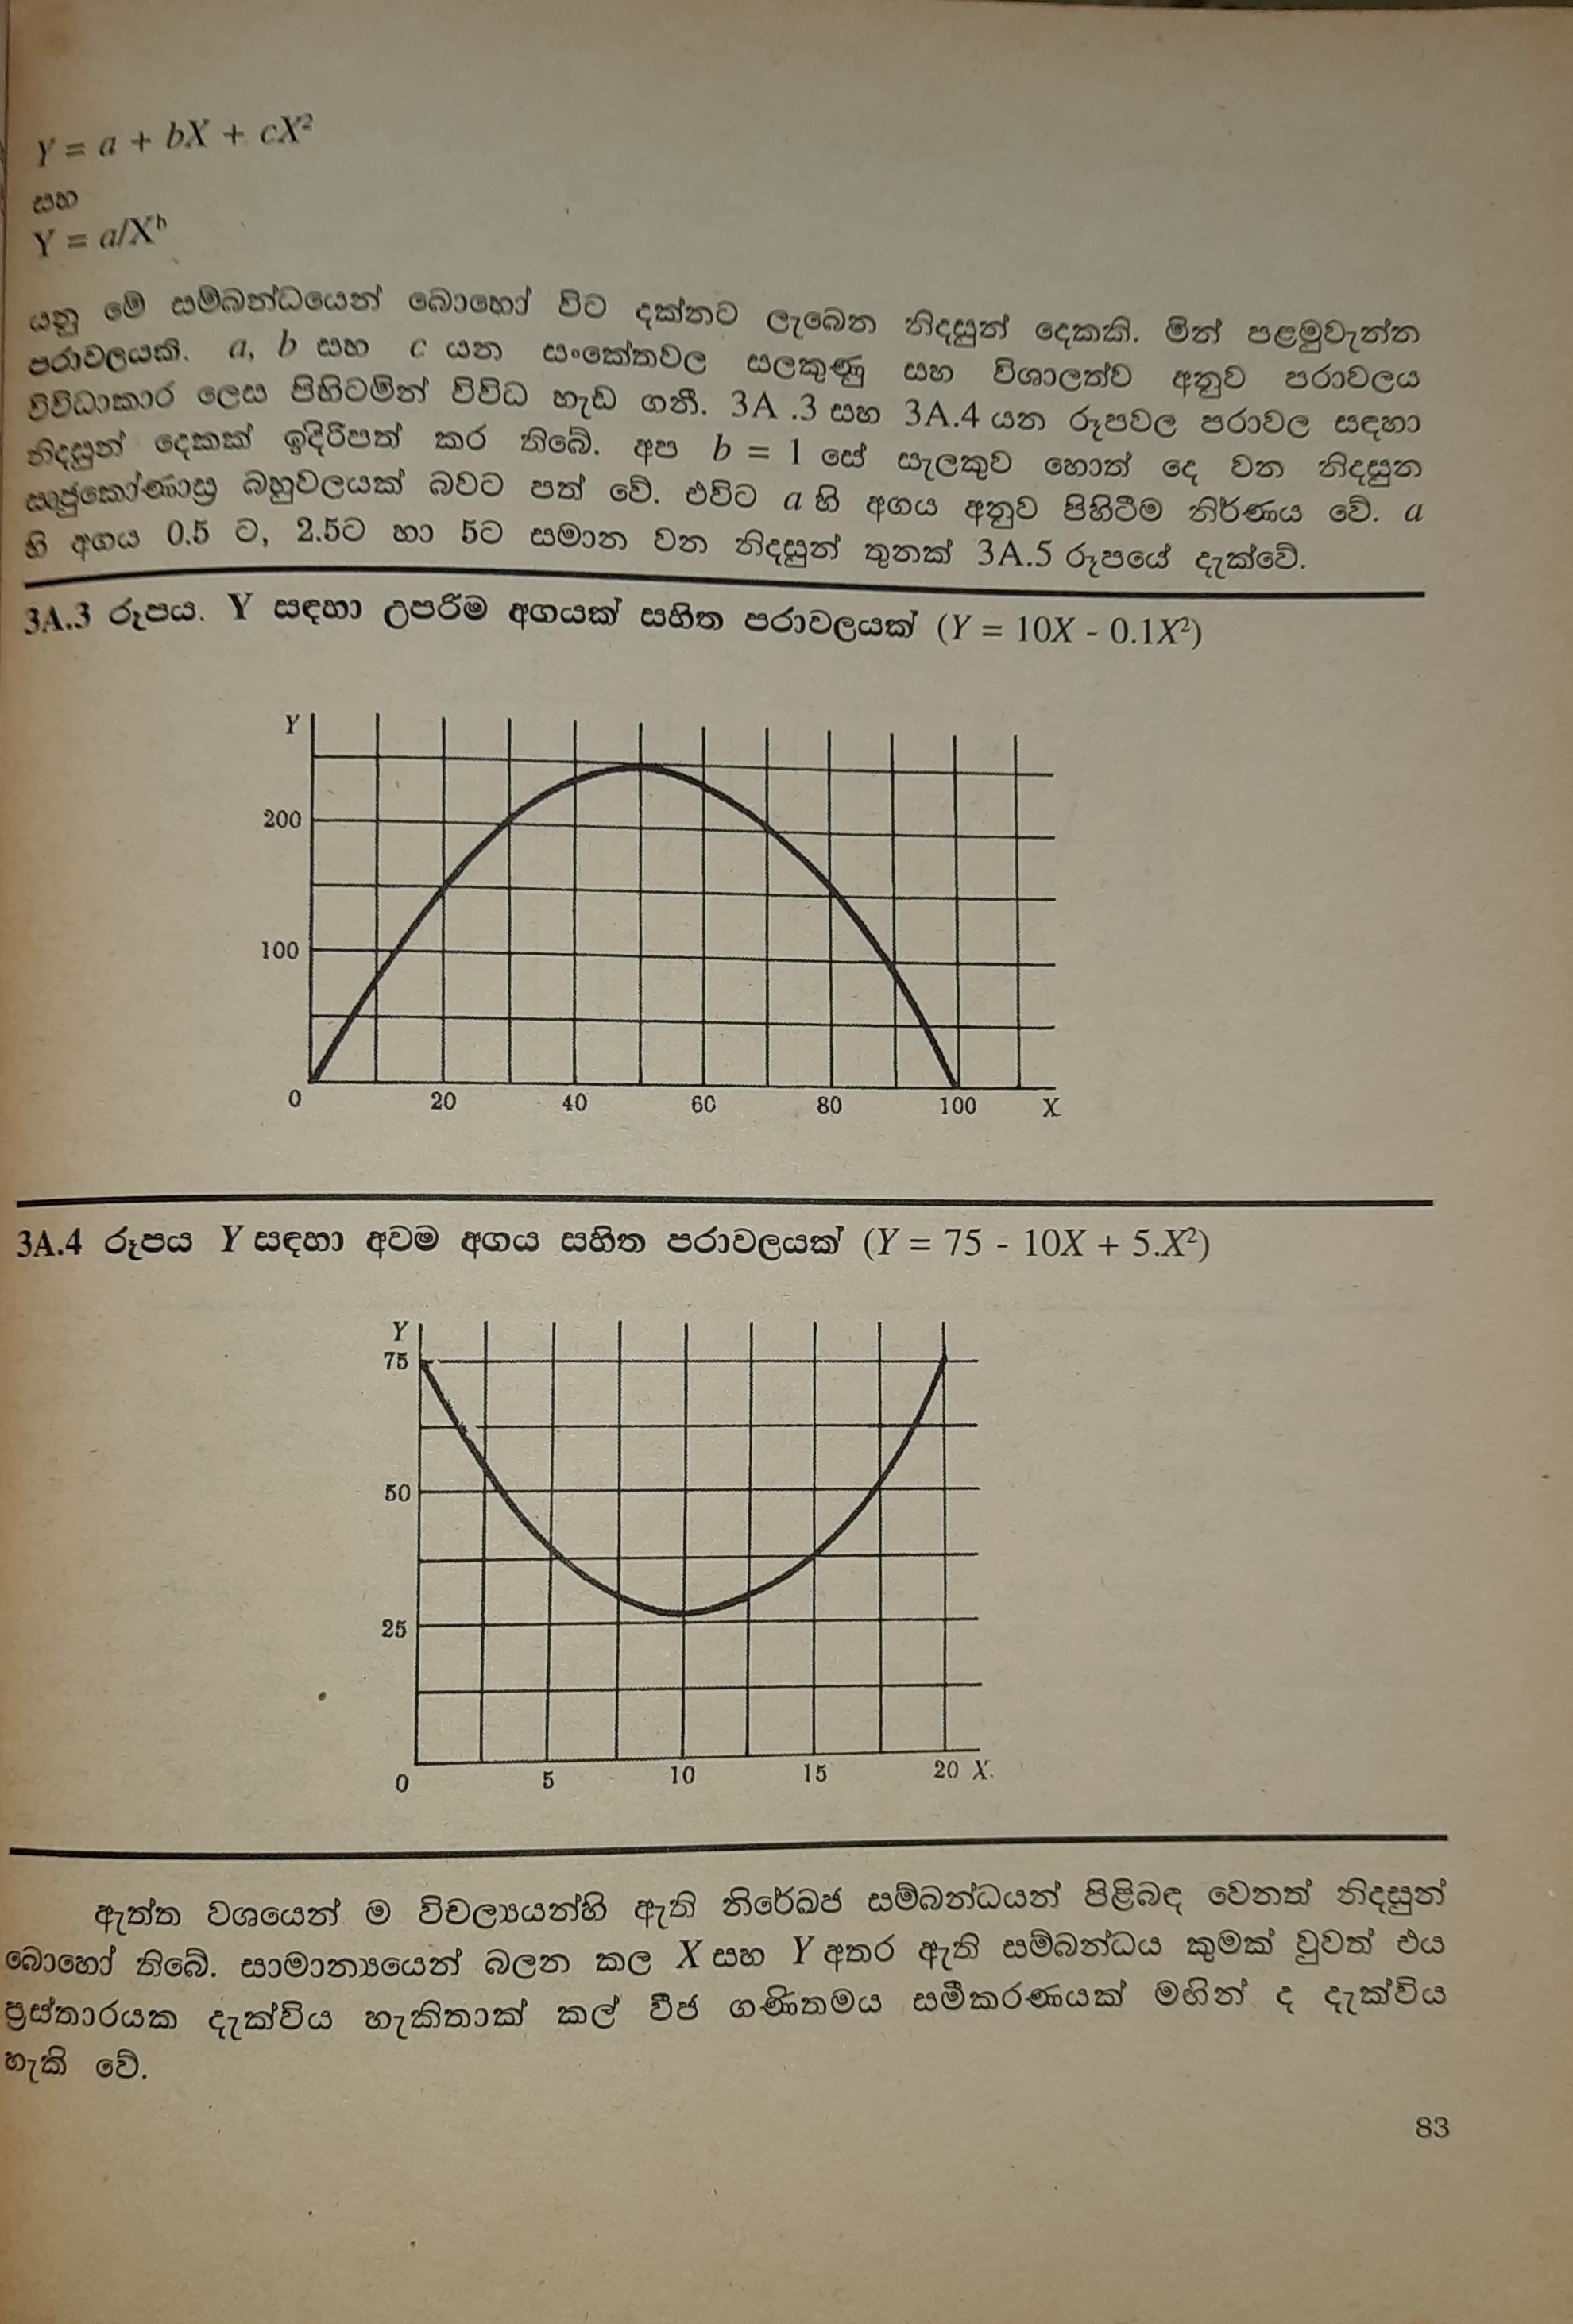 Y = a + bX + cX²
සහ
Y = a/Xᵇ
යනු මේ සම්බන්ධයෙන් බොහෝ විට දක්නට ලැබෙන නිදසුන් දෙකකි. මින් පළමුවැන්න
පරාවලයකි. a, b සහ c යන සංකේතවල සලකුණු සහ විශාලත්ව අනුව පරාවලය
විවිධාකාර ලෙස පිහිටමින් විවිධ හැඩ ගනී. 3A .3 සහ 3A.4 යන රූපවල පරාවල සඳහා
නිදසුන් දෙකක් ඉදිරිපත් කර තිබේ. අප b = 1 සේ සැලකුව හොත් දෙ වන නිදසුන
සෘජුකෝණාස්‍ර බහුවලයක් බවට පත් වේ. එවිට a හි අගය අනුව පිහිටීම නිර්ණය වේ. a
හි අගය 0.5 ට, 2.5ට හා 5ට සමාන වන නිදසුන් තුනක් 3A.5 රූපයේ දැක්වේ.
3A.3 රූපය. Y සඳහා උපරිම අගයක් සහිත පරාවලයක් (Y = 10X - 0.1X²)
Y
200
100
0 20 40 60 80 100 X
3A.4 රූපය Y සඳහා අවම අගය සහිත පරාවලයක් (Y = 75 - 10X + 5.X²)
Y
75
50
25
0 5 10 15 20 X
ඇත්ත වශයෙන් ම විචල්‍යයන්හි ඇති නිරේඛජ සම්බන්ධයන් පිළිබඳ වෙනත් නිදසුන්
බොහෝ තිබේ. සාමාන්‍යයෙන් බලන කල X සහ Y අතර ඇති සම්බන්ධය කුමක් වුවත් එය
ප්‍රස්තාරයක දැක්විය හැකිතාක් කල් වීජ ගණිතමය සමීකරණයක් මඟින් ද දැක්විය
හැකි වේ.
83